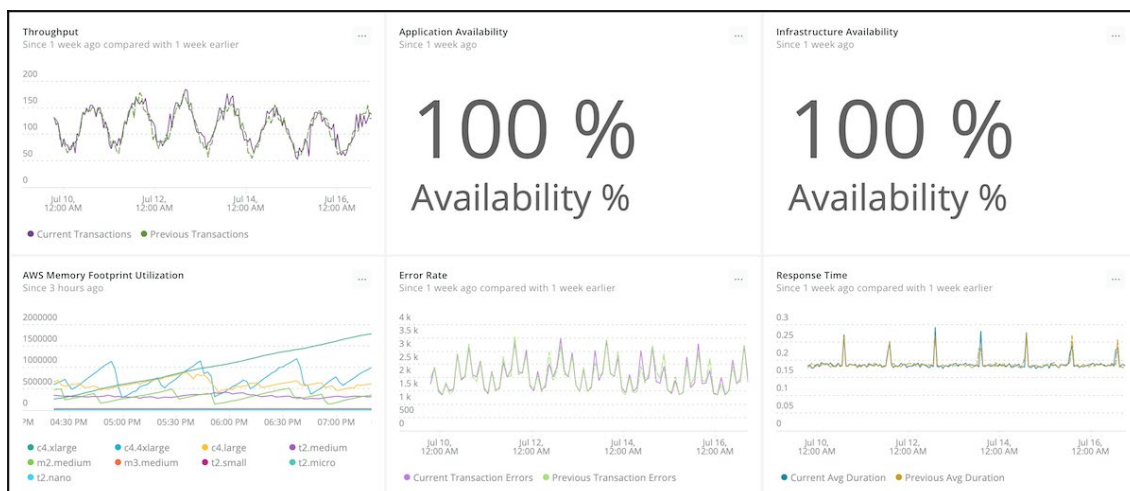 Throughput
Since 1 week ago compared with 1 week earlier
...
200
150
100
50
0
Jul 10, Jul 12, Jul 14, Jul 16,
12:00 AM 12:00 AM 12:00 AM 12:00 AM
Current Transactions Previous Transactions
Application Availability
Since 1 week ago
...
100 %
Availability %
Infrastructure Availability
Since 1 week ago
...
100 %
Availability %
AWS Memory Footprint Utilization
Since 3 hours ago
...
2000000
1500000
1000000
500000
0
PM 04:30 PM 05:00 PM 05:30 PM 06:00 PM 06:30 PM 07:00 PM
c4.xlarge c4.4xlarge c4.large t2.medium
m2.medium m3.medium t2.small t2.micro
t2.nano
Error Rate
Since 1 week ago compared with 1 week earlier
...
4 k
3.5 k
3 k
2.5 k
2 k
1.5 k
1 k
500
0
Jul 10, Jul 12, Jul 14, Jul 16,
12:00 AM 12:00 AM 12:00 AM 12:00 AM
Current Transaction Errors Previous Transaction Errors
Response Time
Since 1 week ago compared with 1 week earlier
...
0.3
0.25
0.2
0.15
0.1
0.05
0
Jul 10, Jul 12, Jul 14, Jul 16,
12:00 AM 12:00 AM 12:00 AM 12:00 AM
Current Avg Duration Previous Avg Duration